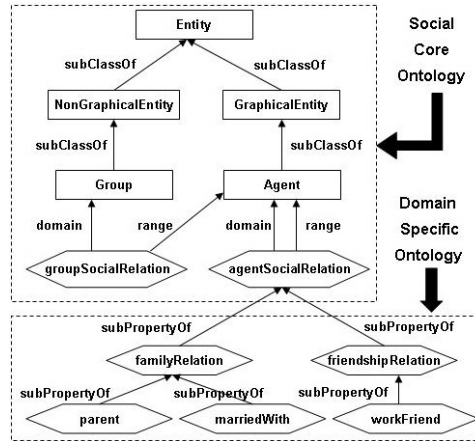 Entity
Social
Core
Ontology
subClassOf
subClassOf
NonGraphicalEntity
GraphicalEntity
subClassOf
subClassOf
Group
Agent
domain
range
domain
range
Domain
Specific
Ontology
groupSocialRelation
agentSocialRelation
subPropertyOf
subPropertyOf
familyRelation
friendshipRelation
subPropertyOf
subPropertyOf
subPropertyOf
parent
marriedWith
workFriend